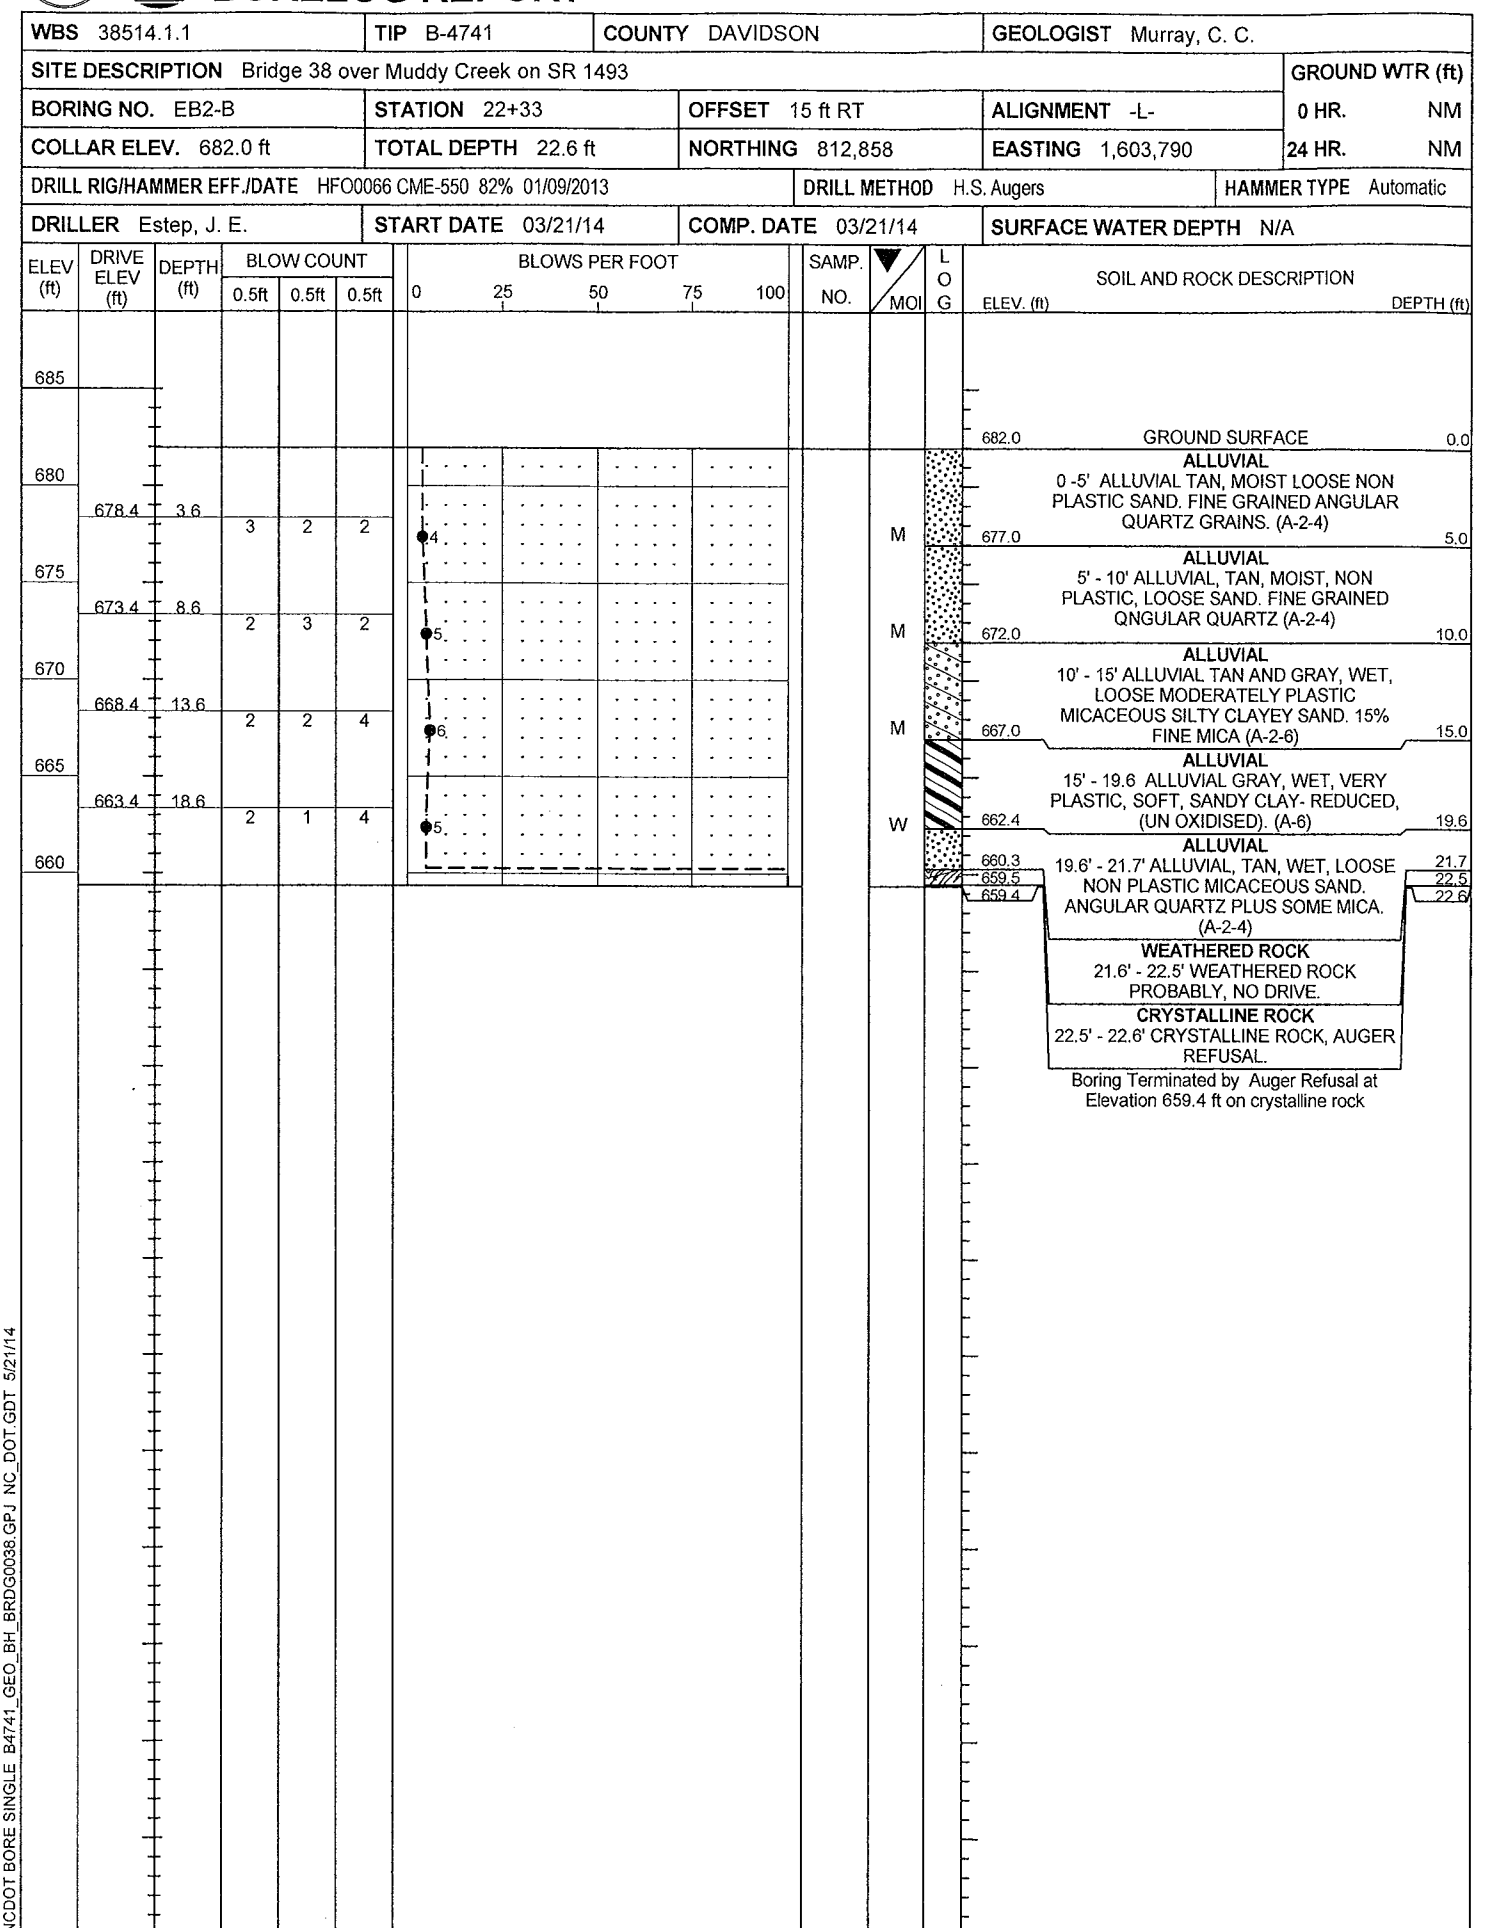 WBS 38514.1.1 TIP B-4741 COUNTY DAVIDSON GEOLOGIST Murray, C. C.
SITE DESCRIPTION Bridge 38 over Muddy Creek on SR 1493 GROUND WTR (ft)
BORING NO. EB2-B STATION 22+33 OFFSET 15 ft RT ALIGNMENT -L- 0 HR. NM
COLLAR ELEV. 682.0 ft TOTAL DEPTH 22.6 ft NORTHING 812,858 EASTING 1,603,790 24 HR. NM
DRILL RIG/HAMMER EFF./DATE HFO0066 CME-550 82% 01/09/2013 DRILL METHOD H.S. Augers HAMMER TYPE Automatic
DRILLER Estep, J. E. START DATE 03/21/14 COMP. DATE 03/21/14 SURFACE WATER DEPTH N/A
ELEV (ft) DRIVE ELEV (ft) DEPTH (ft) BLOW COUNT BLOWS PER FOOT SAMP. NO. MOI LOG SOIL AND ROCK DESCRIPTION
0.5ft 0.5ft 0.5ft 0 25 50 75 100 ELEV. (ft) DEPTH (ft)
685
682.0 GROUND SURFACE 0.0
ALLUVIAL
680
0 -5' ALLUVIAL TAN, MOIST LOOSE NON
PLASTIC SAND. FINE GRAINED ANGULAR
678.4 3.6
QUARTZ GRAINS. (A-2-4)
3 2 2 4 M
677.0 5.0
ALLUVIAL
675
5' - 10' ALLUVIAL, TAN, MOIST, NON
PLASTIC, LOOSE SAND. FINE GRAINED
673.4 8.6
QNGULAR QUARTZ (A-2-4)
2 3 2 5 M
672.0 10.0
ALLUVIAL
670
10' - 15' ALLUVIAL TAN AND GRAY, WET,
LOOSE MODERATELY PLASTIC
668.4 13.6
MICACEOUS SILTY CLAYEY SAND. 15%
2 2 4 6 M
667.0 FINE MICA (A-2-6) 15.0
ALLUVIAL
665
15' - 19.6 ALLUVIAL GRAY, WET, VERY
PLASTIC, SOFT, SANDY CLAY- REDUCED,
663.4 18.6
2 1 4 5 W
662.4 (UN OXIDISED). (A-6) 19.6
ALLUVIAL
660
660.3 19.6' - 21.7' ALLUVIAL, TAN, WET, LOOSE 21.7
659.5 NON PLASTIC MICACEOUS SAND. 22.5
659.4 ANGULAR QUARTZ PLUS SOME MICA. 22.6
(A-2-4)
WEATHERED ROCK
21.6' - 22.5' WEATHERED ROCK
PROBABLY, NO DRIVE.
CRYSTALLINE ROCK
22.5' - 22.6' CRYSTALLINE ROCK, AUGER
REFUSAL.
Boring Terminated by Auger Refusal at
Elevation 659.4 ft on crystalline rock
NCDOT BORE SINGLE B4741_GEO_BH_BRDG0038.GPJ NC_DOT.GDT 5/21/14